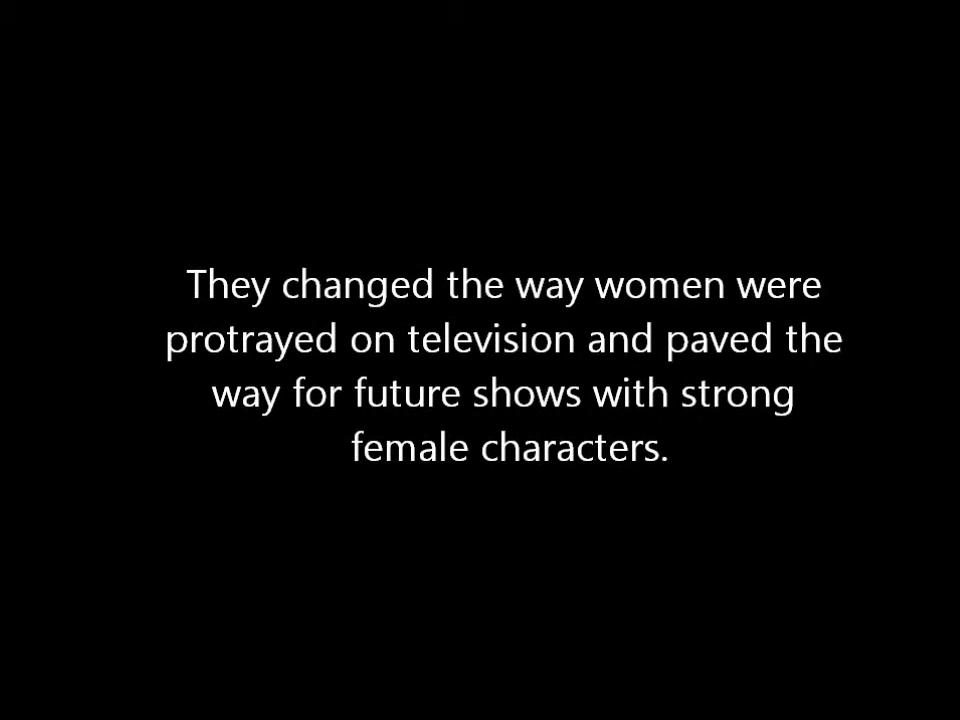 They changed the way women were
protrayed on television and paved the
way for future shows with strong
female characters.